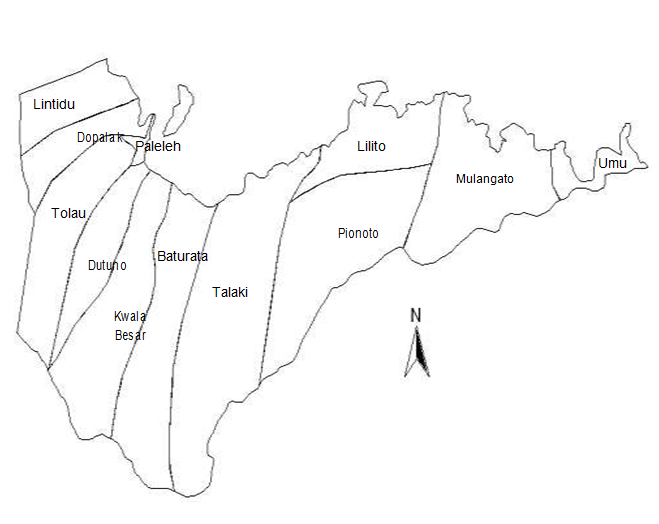 Lintidu
Dopalak
Paleleh
Lilito
Umu
Mulangato
Tolau
Pionoto
Baturata
Dutuno
Talaki
Kwala
Besar
N